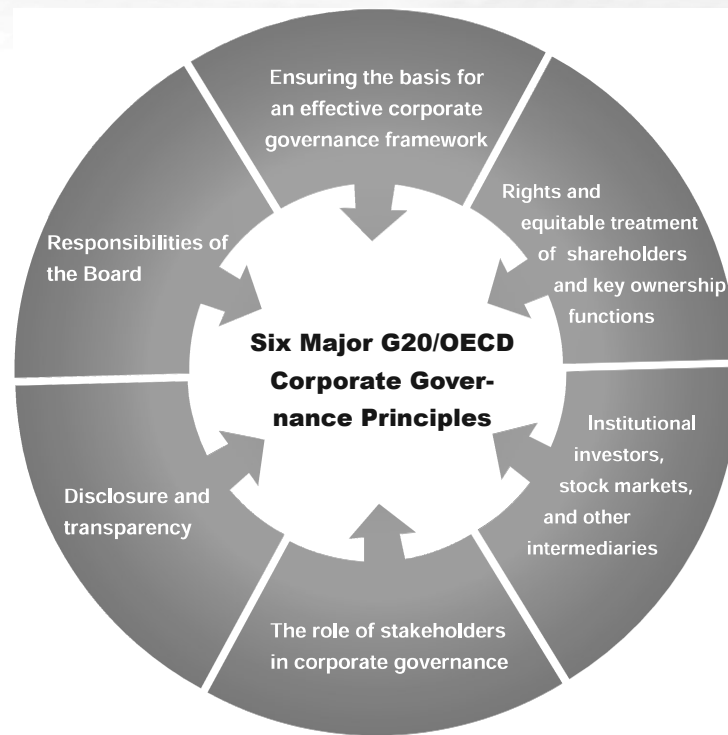 Ensuring the basis for
an effective corporate
governance framework
Rights and
equitable treatment
of shareholders
and key ownership
functions
Institutional
investors,
stock markets,
and other
intermediaries
The role of stakeholders
in corporate governance
Disclosure and
transparency
Responsibilities of
the Board
Six Major G20/OECD
Corporate Gover-
nance Principles